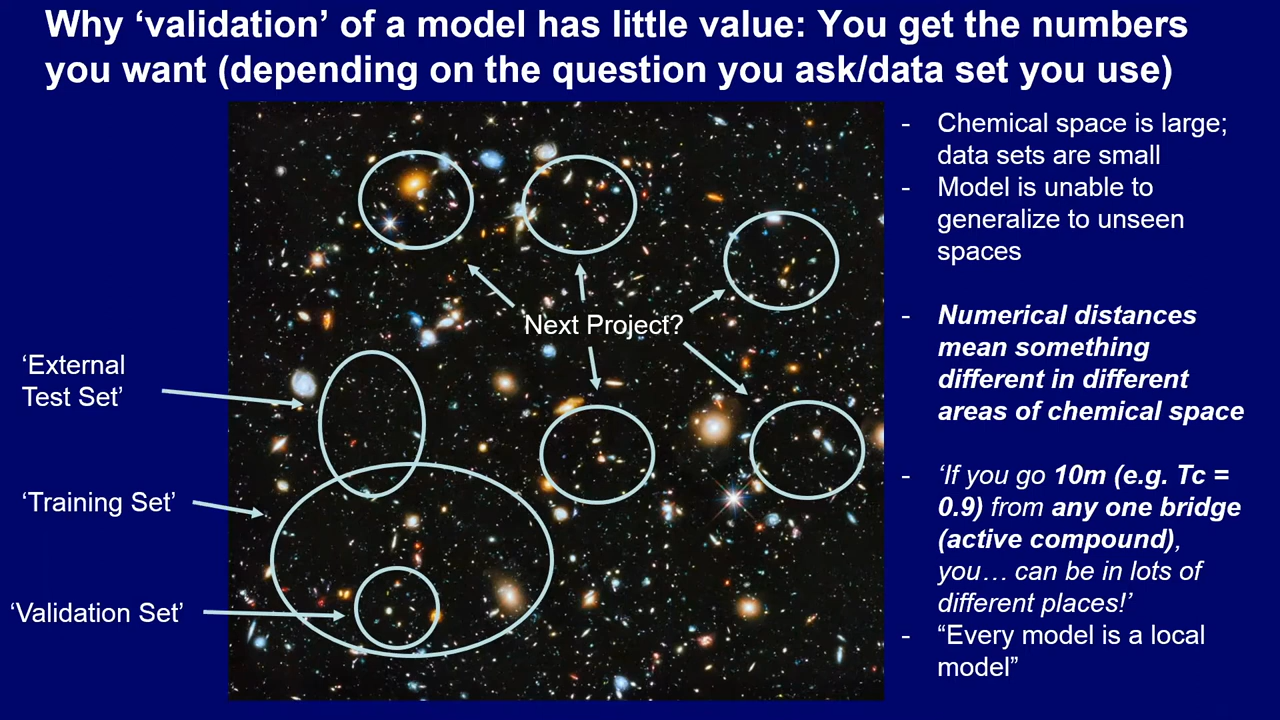 Why ‘validation’ of a model has little value: You get the numbers
you want (depending on the question you ask/data set you use)
- Chemical space is large;
data sets are small
- Model is unable to
generalize to unseen
spaces
- Numerical distances
mean something
different in different
areas of chemical space
- ‘If you go 10m (e.g. Tc =
0.9) from any one bridge
(active compound),
you… can be in lots of
different places!’
- “Every model is a local
model”
Next Project?
‘External
Test Set’
‘Training Set’
‘Validation Set’